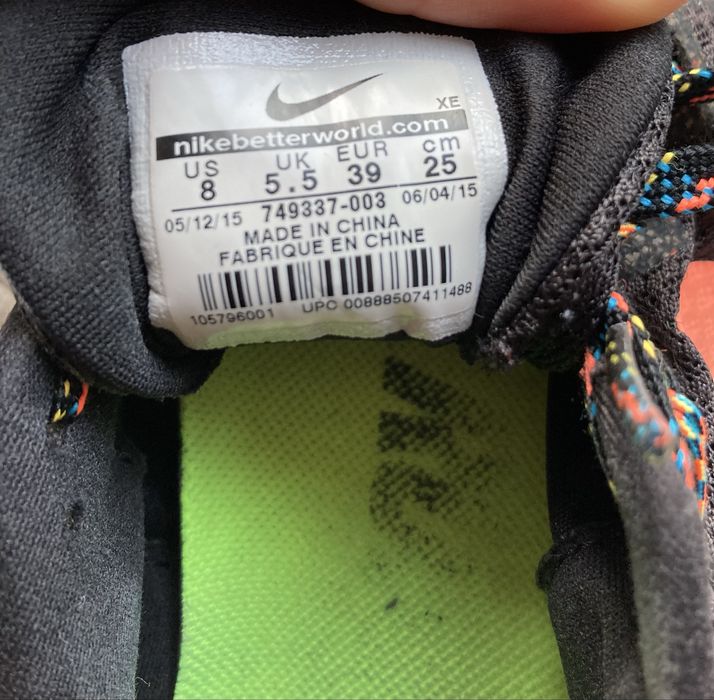 XE
nikebetterworld.com
US UK EUR cm
8 5.5 39 25
05/12/15 749337-003 06/04/15
MADE IN CHINA
FABRIQUE EN CHINE
105796001 UPC 00888507411488